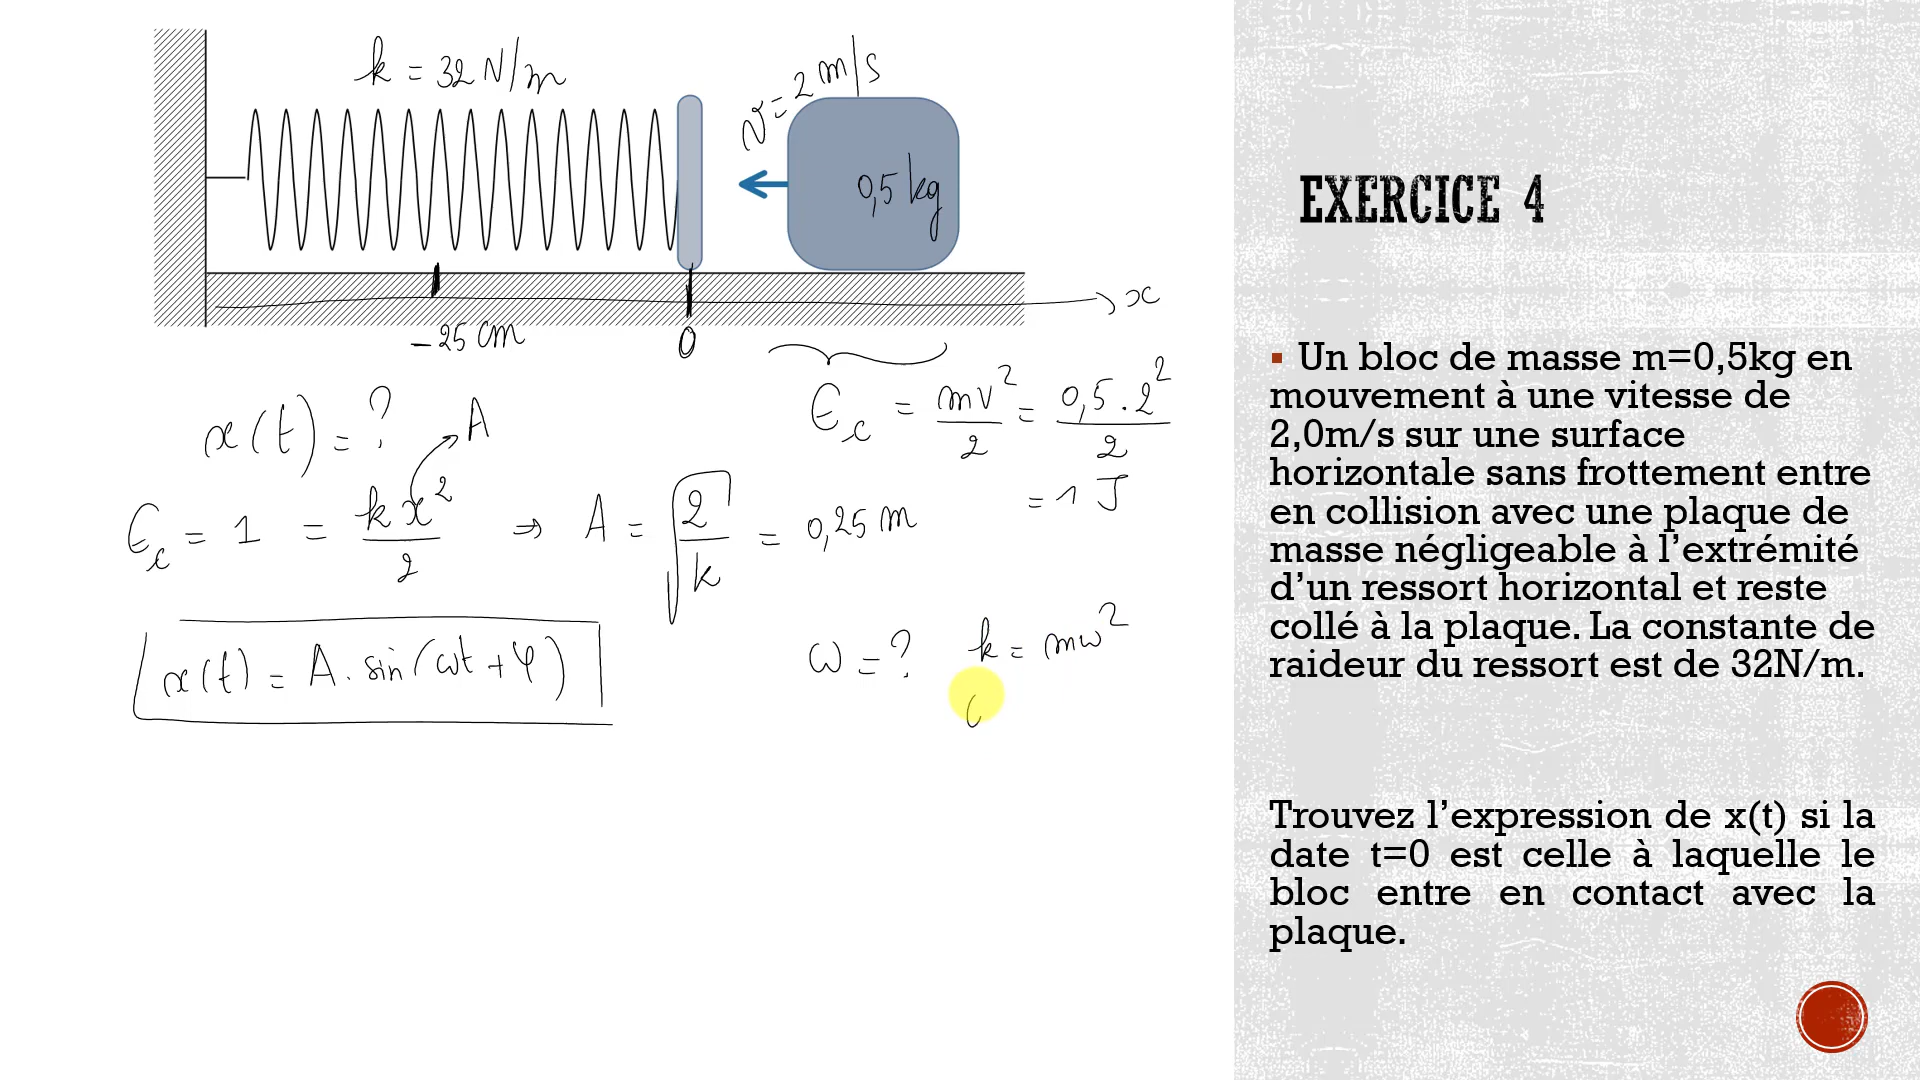 k = 32 N/m
v = 2 m/s
0,5 kg
x
-25 cm
0
x(t) = ?
A
Ec = mv²/2 = 0,5 . 2²/2
= 1 J
Ec = 1 = kx²/2 ⇒ A = √(2/k) = 0,25 m
x(t) = A . sin(ωt + φ)
ω = ? k = mω²
EXERCICE 4
▪ Un bloc de masse m=0,5kg en
mouvement à une vitesse de
2,0m/s sur une surface
horizontale sans frottement entre
en collision avec une plaque de
masse négligeable à l’extrémité
d’un ressort horizontal et reste
collé à la plaque. La constante de
raideur du ressort est de 32N/m.
Trouvez l’expression de x(t) si la
date t=0 est celle à laquelle le
bloc entre en contact avec la
plaque.